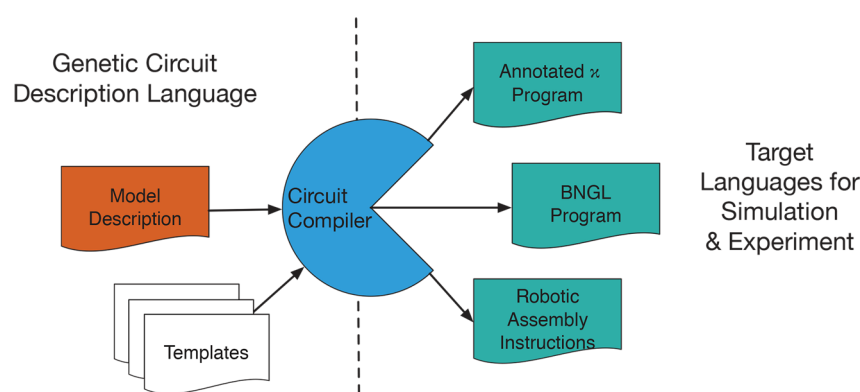 Genetic Circuit
Description Language
Model
Description
Templates
Circuit
Compiler
Annotated ϰ
Program
BNGL
Program
Robotic
Assembly
Instructions
Target
Languages for
Simulation
& Experiment